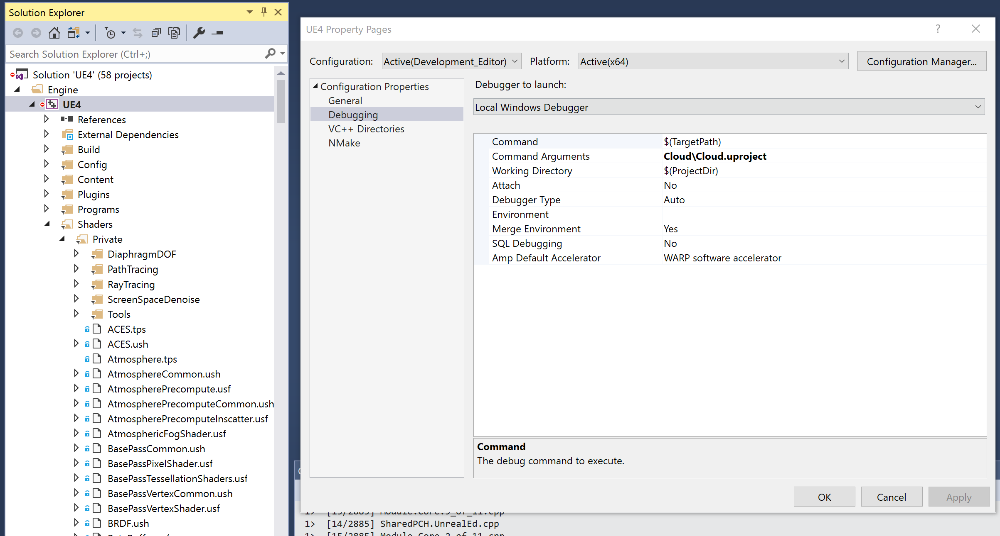 Solution Explorer
Search Solution Explorer (Ctrl+;)
Solution 'UE4' (58 projects)
Engine
UE4
References
External Dependencies
Build
Config
Content
Plugins
Programs
Shaders
Private
DiaphragmDOF
PathTracing
RayTracing
ScreenSpaceDenoise
Tools
ACES.tps
ACES.ush
Atmosphere.tps
AtmosphereCommon.ush
AtmospherePrecompute.usf
AtmospherePrecomputeCommon.ush
AtmospherePrecomputeInscatter.usf
AtmosphericFogShader.usf
BasePassCommon.ush
BasePassPixelShader.usf
BasePassTessellationShaders.usf
BasePassVertexCommon.ush
BasePassVertexShader.usf
BRDF.ush
UE4 Property Pages
Configuration: Active(Development_Editor) Platform: Active(x64) Configuration Manager...
Configuration Properties
General
Debugging
VC++ Directories
NMake
Debugger to launch:
Local Windows Debugger
Command $(TargetPath)
Command Arguments Cloud\Cloud.uproject
Working Directory $(ProjectDir)
Attach No
Debugger Type Auto
Environment
Merge Environment Yes
SQL Debugging No
Amp Default Accelerator WARP software accelerator
Command
The debug command to execute.
OK Cancel Apply
1> [14/2885] SharedPCH.UnrealEd.cpp